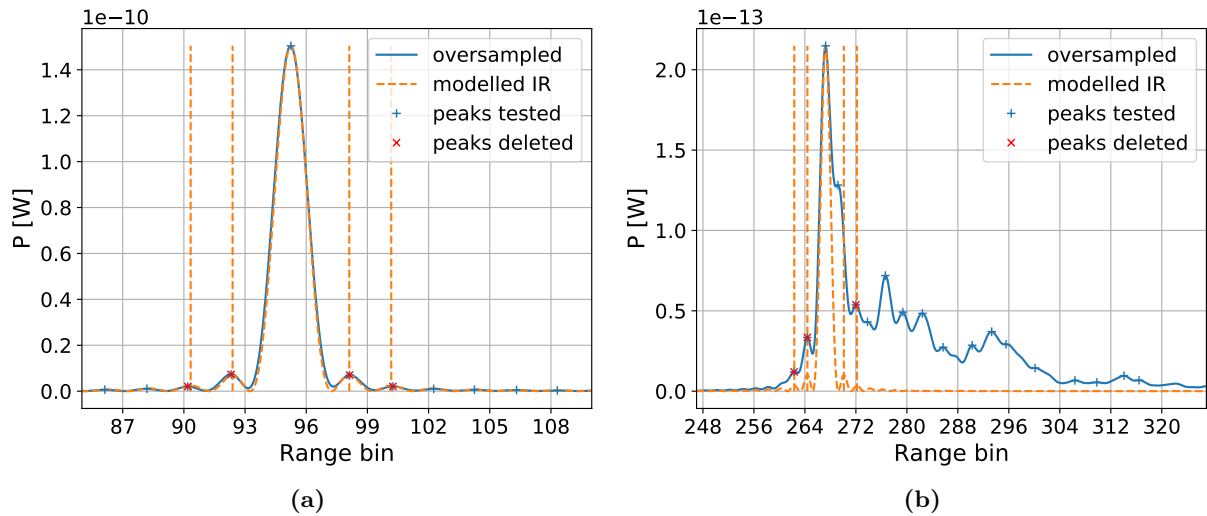 1e−10
oversampled
modelled IR
peaks tested
peaks deleted
P [W]
1.4
1.2
1.0
0.8
0.6
0.4
0.2
0.0
87 90 93 96 99 102 105 108
Range bin
(a)
1e−13
oversampled
modelled IR
peaks tested
peaks deleted
P [W]
2.0
1.5
1.0
0.5
0.0
248 256 264 272 280 288 296 304 312 320
Range bin
(b)